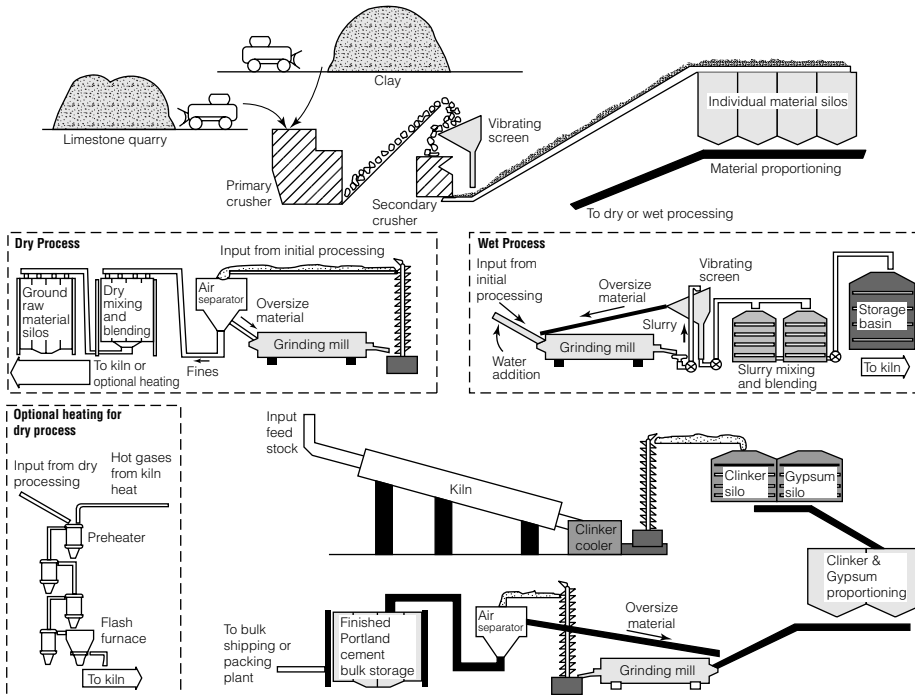 Clay
Limestone quarry
Primary
crusher
Secondary
crusher
Vibrating
screen
Individual material silos
Material proportioning
To dry or wet processing
Dry Process
Input from initial processing
Ground
raw
material
silos
Dry
mixing
and
blending
Air
separator
Oversize
material
Grinding mill
Fines
To kiln or
optional heating
Wet Process
Input from
initial
processing
Oversize
material
Vibrating
screen
Slurry
Grinding mill
Water
addition
Slurry mixing
and blending
Storage
basin
To kiln
Optional heating for
dry process
Input from dry
processing
Hot gases
from kiln
heat
Preheater
Flash
furnace
To kiln
Input
feed
stock
Kiln
Clinker
cooler
Clinker
silo
Gypsum
silo
Clinker &
Gypsum
proportioning
To bulk
shipping or
packing
plant
Finished
Portland
cement
bulk storage
Air
separator
Oversize
material
Grinding mill